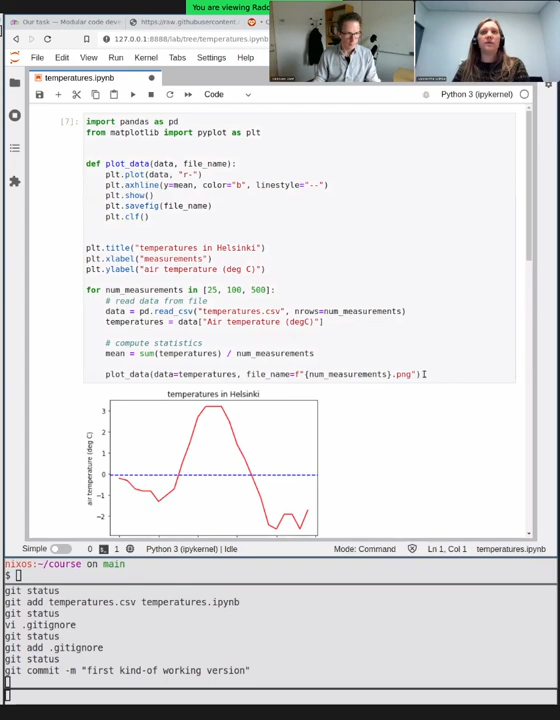 You are viewing Rado
Our task — Modular code dev
https://raw.githubusercontent.
127.0.0.1:8888/lab/tree/temperatures.ipynb
File Edit View Run Kernel Tabs Settings Help
temperatures.ipynb
Code
Python 3 (ipykernel)
[7]:
import pandas as pd
from matplotlib import pyplot as plt
def plot_data(data, file_name):
plt.plot(data, "r-")
plt.axhline(y=mean, color="b", linestyle="--")
plt.show()
plt.savefig(file_name)
plt.clf()
plt.title("temperatures in Helsinki")
plt.xlabel("measurements")
plt.ylabel("air temperature (deg C)")
for num_measurements in [25, 100, 500]:
# read data from file
data = pd.read_csv("temperatures.csv", nrows=num_measurements)
temperatures = data["Air temperature (degC)"]
# compute statistics
mean = sum(temperatures) / num_measurements
plot_data(data=temperatures, file_name=f"{num_measurements}.png")
temperatures in Helsinki
air temperature (deg C)
3
2
1
0
−1
−2
Simple 0 1 Python 3 (ipykernel) | Idle Mode: Command Ln 1, Col 1 temperatures.ipynb
nixos:~/course on main
$
git status
git add temperatures.csv temperatures.ipynb
git status
vi .gitignore
git status
git add .gitignore
git status
git commit -m "first kind-of working version"